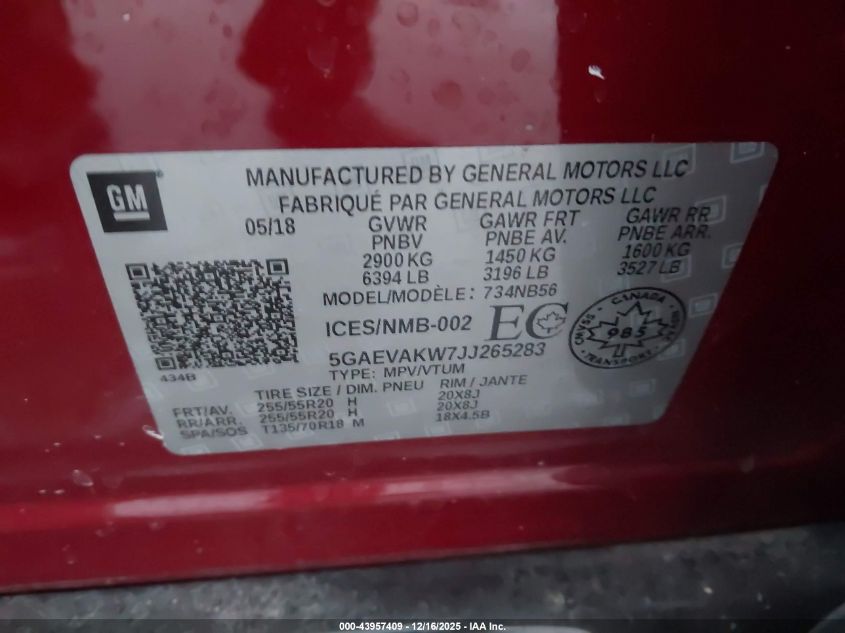 GM
MANUFACTURED BY GENERAL MOTORS LLC
FABRIQUÉ PAR GENERAL MOTORS LLC
05/18 GVWR GAWR FRT GAWR RR
PNBV PNBE AV. PNBE ARR.
2900 KG 1450 KG 1600 KG
6394 LB 3196 LB 3527 LB
MODEL/MODÈLE: 734NB56
ICES/NMB-002 EC
CANADA
985
TRANSPORT
5GAEVAKW7JJ265283
434B
TYPE: MPV/VTUM
TIRE SIZE / DIM. PNEU RIM / JANTE
FRT/AV. 255/55R20 H 20X8J
RR/ARR. 255/55R20 H 20X8J
SPA/SOS T135/70R18 M 18X4.5B
000-43957409 - 12/16/2025 - IAA Inc.